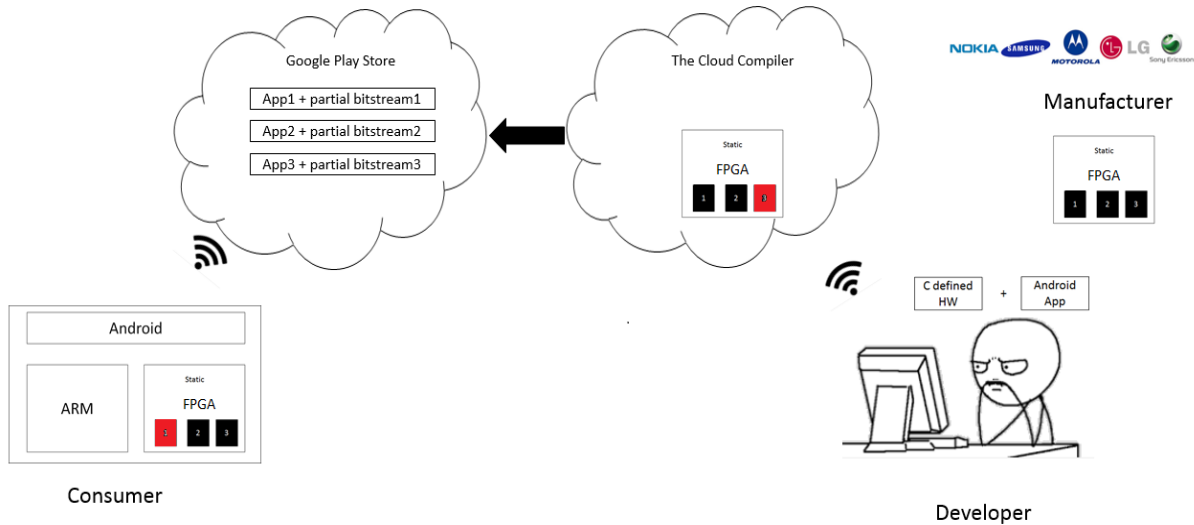 Google Play Store
App1 + partial bitstream1
App2 + partial bitstream2
App3 + partial bitstream3
The Cloud Compiler
Static
FPGA
1 2 3
NOKIA SAMSUNG MOTOROLA LG Sony Ericsson
Manufacturer
Static
FPGA
1 2 3
Android
ARM
Static
FPGA
1 2 3
Consumer
C defined
HW
+
Android
App
Developer